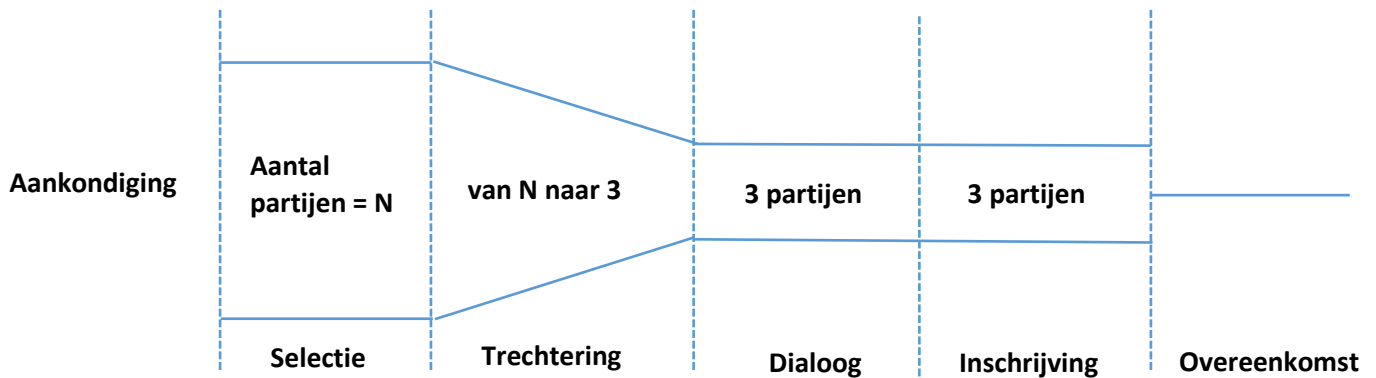 Aankondiging
Aantal
partijen = N
van N naar 3
3 partijen
3 partijen
Selectie
Trechtering
Dialoog
Inschrijving
Overeenkomst